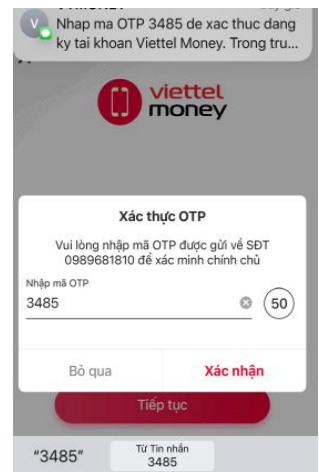 Nhap ma OTP 3485 de xac thuc dang
ky tai khoan Viettel Money. Trong tru...
viettel
money
Xác thực OTP
Vui lòng nhập mã OTP được gửi về SĐT
0989681810 để xác minh chính chủ
Nhập mã OTP
3485
50
Bỏ qua
Xác nhận
Tiếp tục
"3485"
Từ Tin nhắn
3485